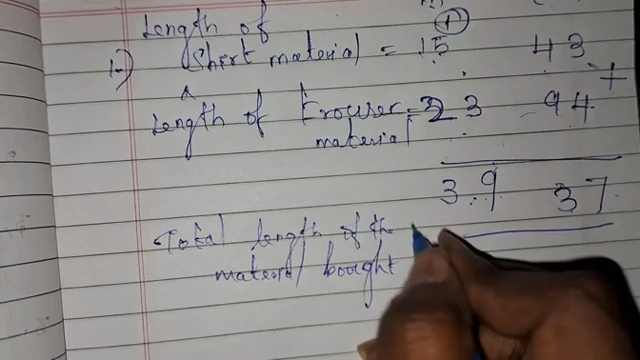 Length of
1-) Shirt material = 15 43
+
Length of Trouser = 23 94
material
39 37
Total length of the
material bought